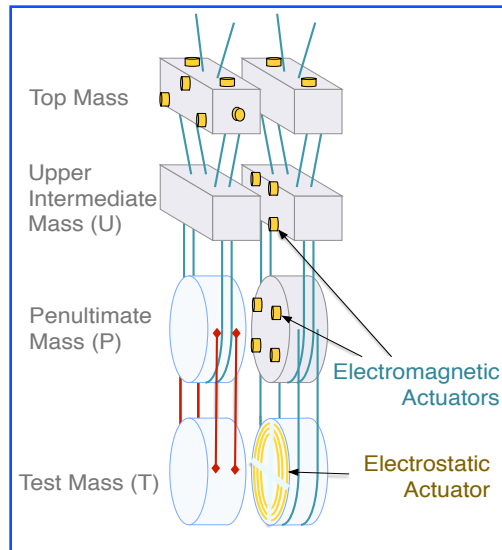 Top Mass
Upper
Intermediate
Mass (U)
Penultimate
Mass (P)
Electromagnetic
Actuators
Test Mass (T)
Electrostatic
Actuator